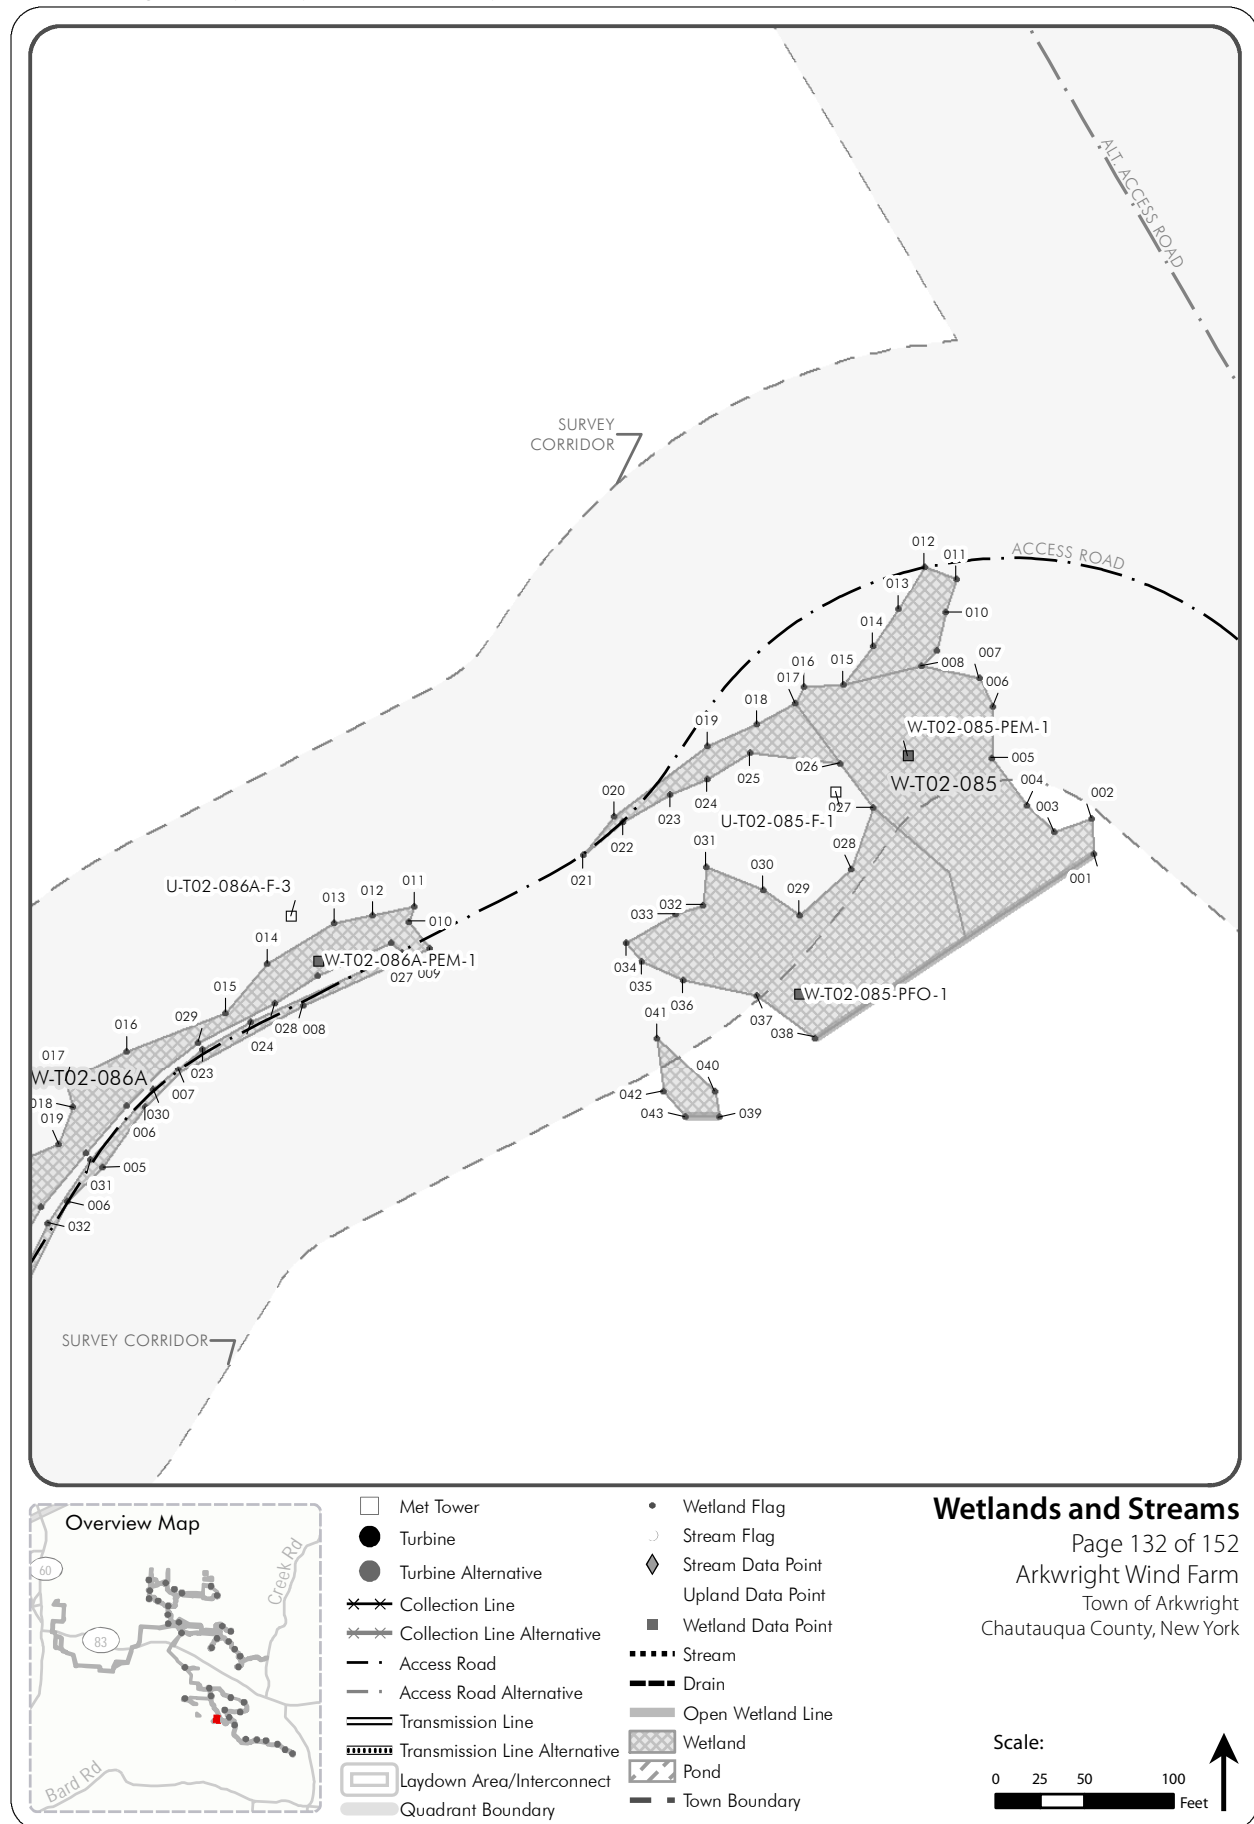 ALT. ACCESS ROAD
SURVEY
CORRIDOR
ACCESS ROAD
012
011
013
010
014
008
007
016
015
006
017
018
W-T02-085-PEM-1
019
005
025
026
W-T02-085
004
002
020
024
027
003
023
U-T02-085-F-1
022
031
028
001
021
030
029
U-T02-086A-F-3
013
012
011
032
033
010
014
W-T02-086A-PEM-1
027
009
034
035
036
W-T02-085-PFO-1
015
037
041
038
016
029
028
008
024
017
023
040
W-T02-086A
007
042
018
030
043
039
019
006
005
031
006
032
SURVEY CORRIDOR
Overview Map
60
83
Creek Rd
Bard Rd
Met Tower
Turbine
Turbine Alternative
Collection Line
Collection Line Alternative
Access Road
Access Road Alternative
Transmission Line
Transmission Line Alternative
Laydown Area/Interconnect
Quadrant Boundary
Wetland Flag
Stream Flag
Stream Data Point
Upland Data Point
Wetland Data Point
Stream
Drain
Open Wetland Line
Wetland
Pond
Town Boundary
Wetlands and Streams
Page 132 of 152
Arkwright Wind Farm
Town of Arkwright
Chautauqua County, New York
Scale:
0 25 50 100
Feet